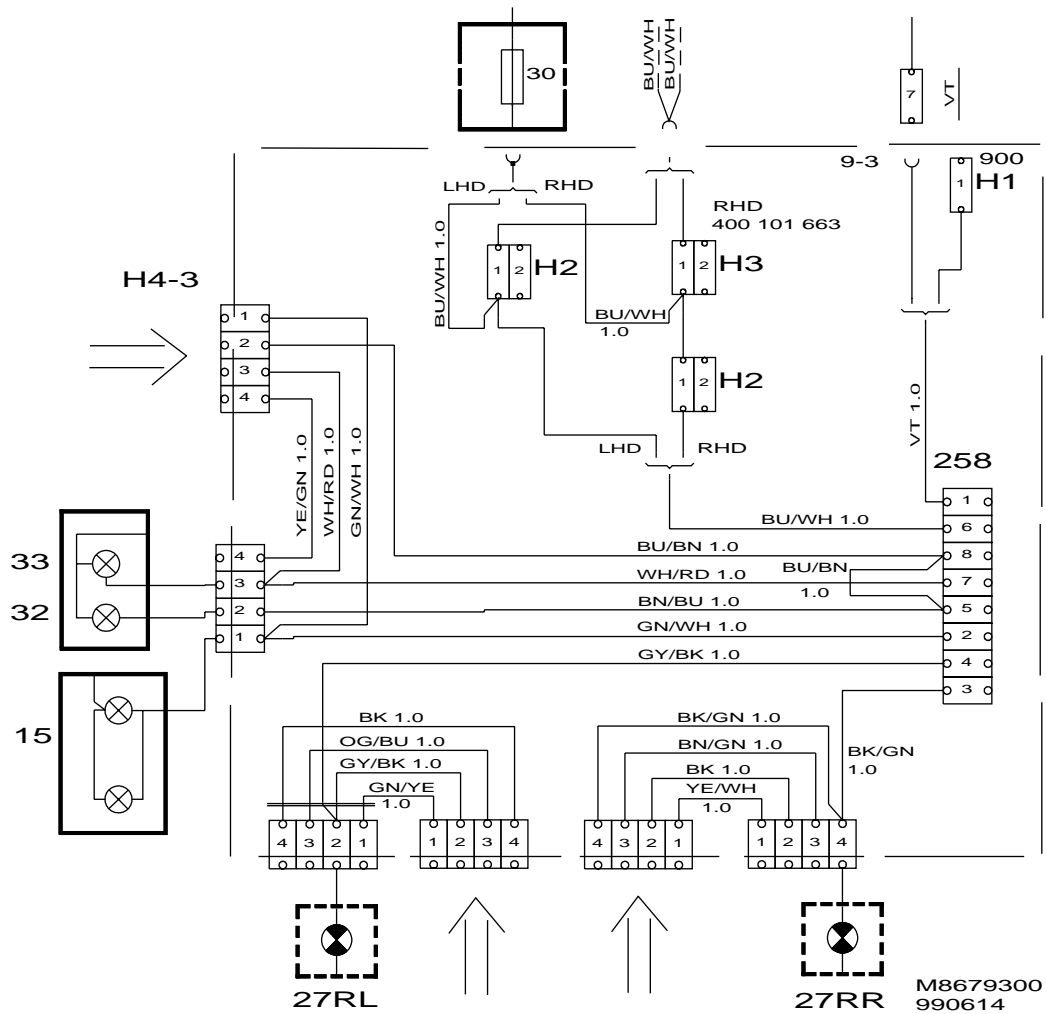 30
BU/WH
BU/WH
7
VT
9-3
900
1
H1
LHD
RHD
RHD
400 101 663
BU/WH 1.0
1 2
H2
1 2
H3
H4-3
BU/WH
1.0
1
2
3
4
1 2
H2
YE/GN 1.0
WH/RD 1.0
GN/WH 1.0
VT 1.0
LHD
RHD
258
1
6
8
7
5
2
4
3
BU/WH 1.0
BU/BN 1.0
BU/BN
1.0
WH/RD 1.0
BN/BU 1.0
GN/WH 1.0
GY/BK 1.0
33
32
4
3
2
1
15
BK 1.0
OG/BU 1.0
GY/BK 1.0
GN/YE
1.0
BK/GN 1.0
BN/GN 1.0
BK 1.0
YE/WH
1.0
BK/GN
1.0
4 3 2 1
1 2 3 4
4 3 2 1
1 2 3 4
27RL
27RR
M8679300
990614